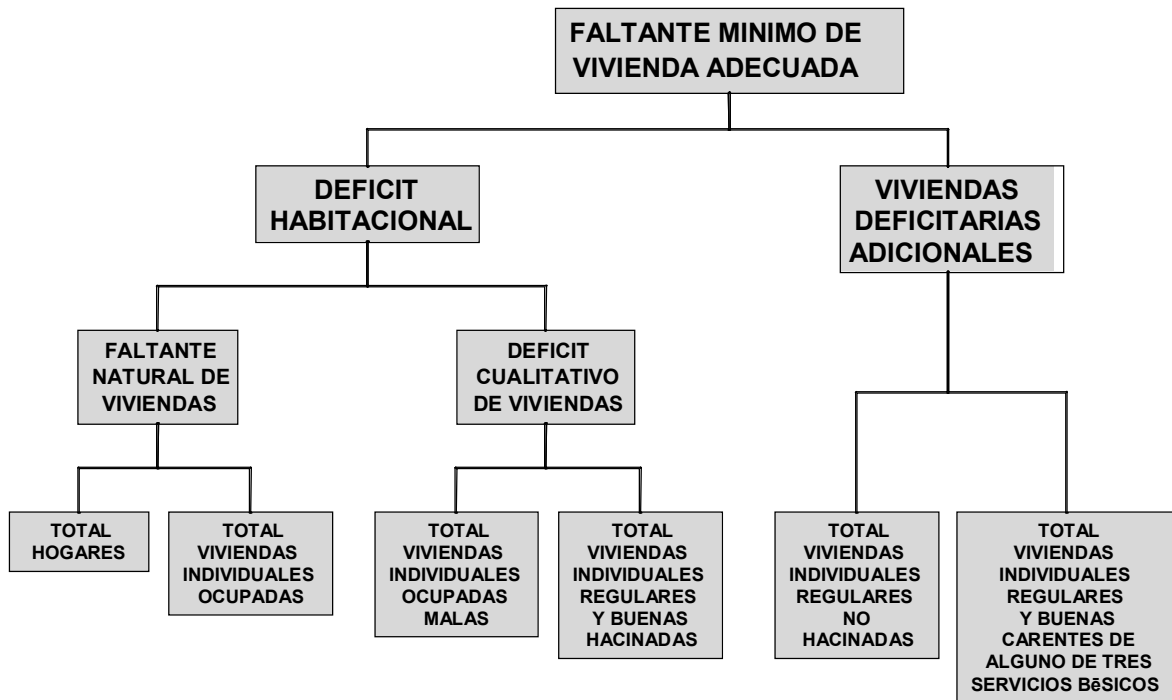 FALTANTE MINIMO DE
VIVIENDA ADECUADA
DEFICIT
HABITACIONAL
VIVIENDAS
DEFICITARIAS
ADICIONALES
FALTANTE
NATURAL DE
VIVIENDAS
DEFICIT
CUALITATIVO
DE VIVIENDAS
TOTAL
HOGARES
TOTAL
VIVIENDAS
INDIVIDUALES
OCUPADAS
TOTAL
VIVIENDAS
INDIVIDUALES
OCUPADAS
MALAS
TOTAL
VIVIENDAS
INDIVIDUALES
REGULARES
Y BUENAS
HACINADAS
TOTAL
VIVIENDAS
INDIVIDUALES
REGULARES
NO
HACINADAS
TOTAL
VIVIENDAS
INDIVIDUALES
REGULARES
Y BUENAS
CARENTES DE
ALGUNO DE TRES
SERVICIOS BēSICOS